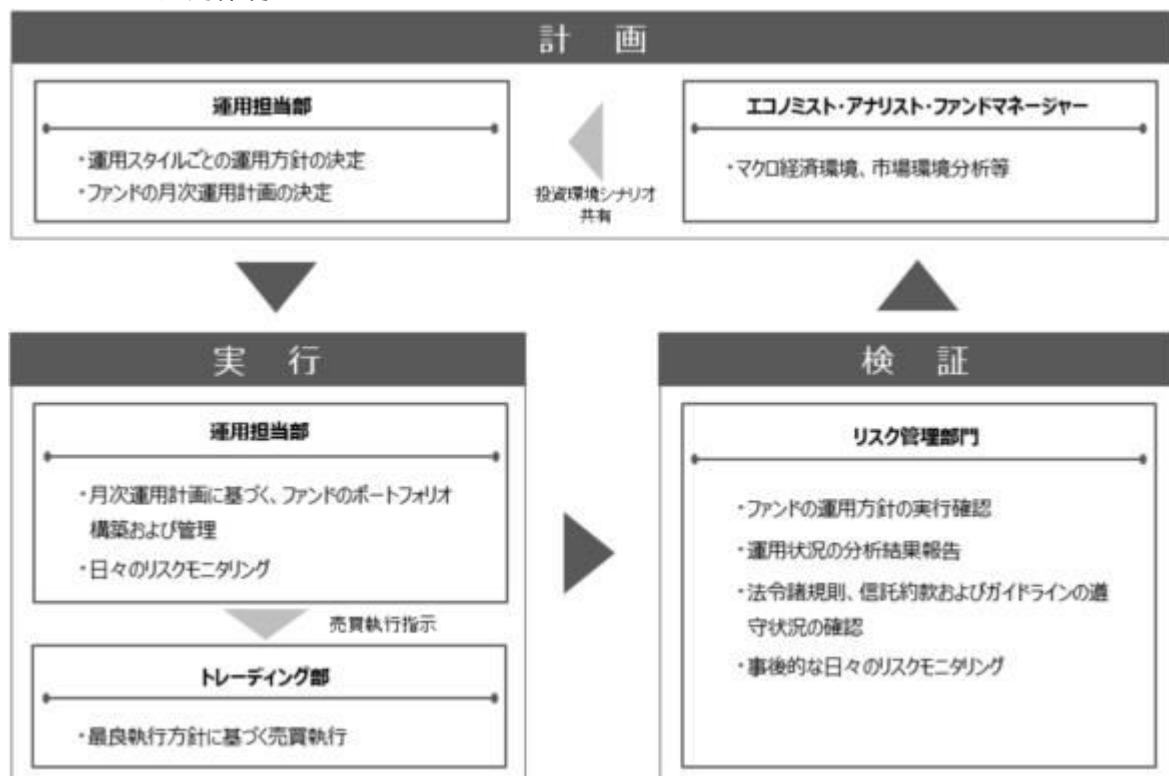 計 画
運用担当部
・運用スタイルごとの運用方針の決定
・ファンドの月次運用計画の決定
投資環境シナリオ
共有
エコノミスト・アナリスト・ファンドマネージャー
・マクロ経済環境、市場環境分析等
実 行
運用担当部
・月次運用計画に基づく、ファンドのポートフォリオ
構築および管理
・日々のリスクモニタリング
売買執行指示
トレーディング部
・最良執行方針に基づく売買執行
検 証
リスク管理部門
・ファンドの運用方針の実行確認
・運用状況の分析結果報告
・法令諸規則、信託約款およびガイドラインの遵
守状況の確認
・事後的な日々のリスクモニタリング